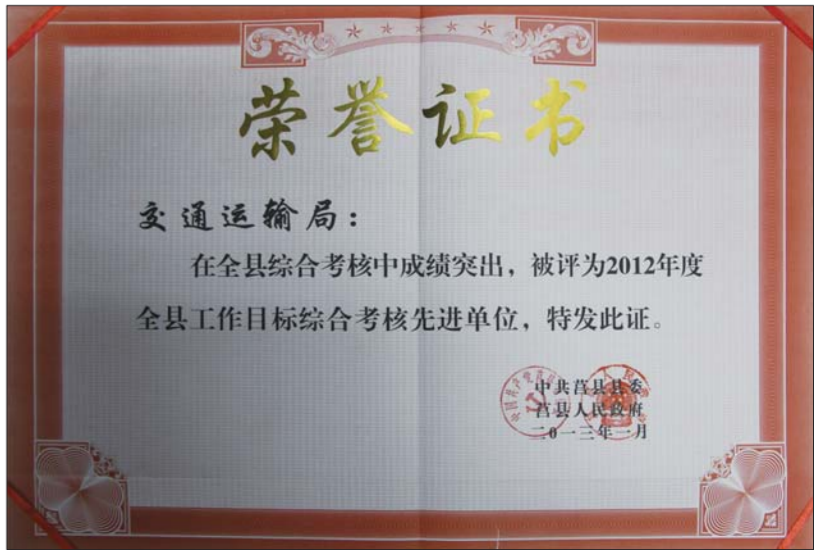 荣誉证书
交通运输局：
在全县综合考核中成绩突出，被评为2012年度
全县工作目标综合考核先进单位，特发此证。
中共莒县县委
莒县人民政府
二0一三年一月